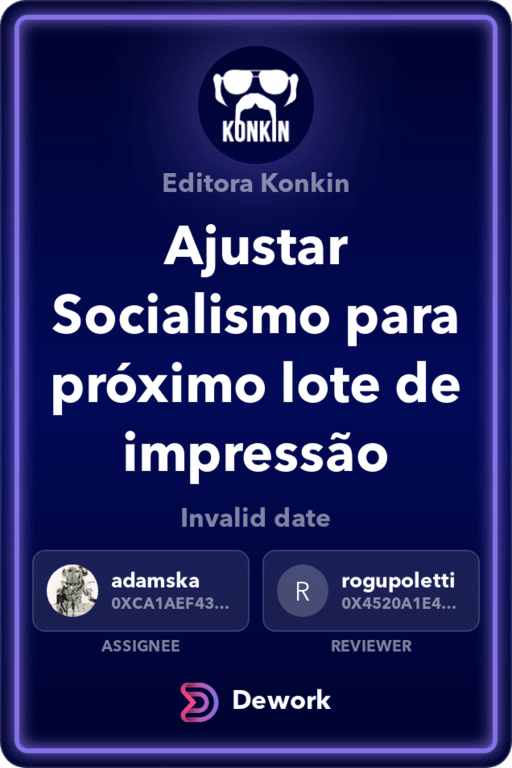 KONKIN
Editora Konkin
Ajustar
Socialismo para
próximo lote de
impressão
Invalid date
adamska
0XCA1AEF43...
R
rogupoletti
0X4520A1E4...
ASSIGNEE
REVIEWER
Dework